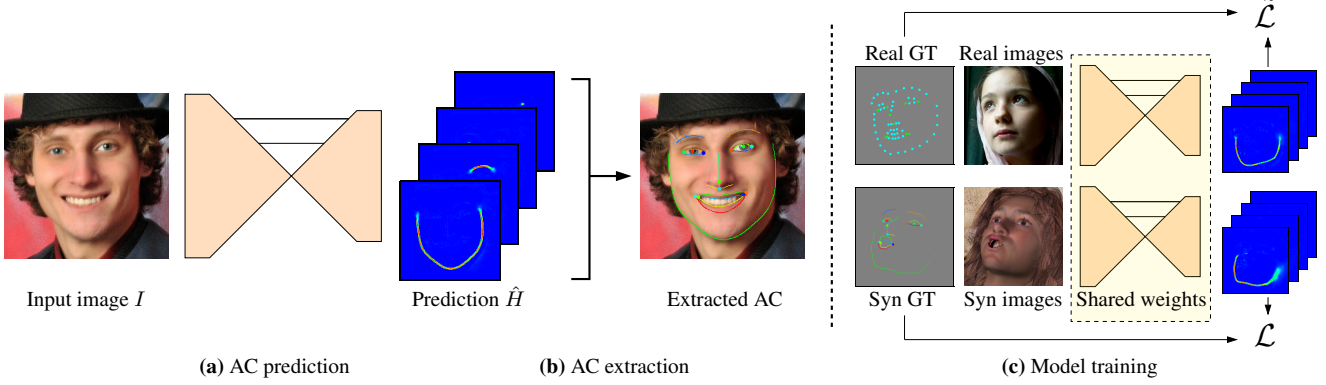 ℒ̂
Real GT Real images
Input image I
Prediction Ĥ
Extracted AC
Syn GT Syn images Shared weights
ℒ
(a) AC prediction
(b) AC extraction
(c) Model training